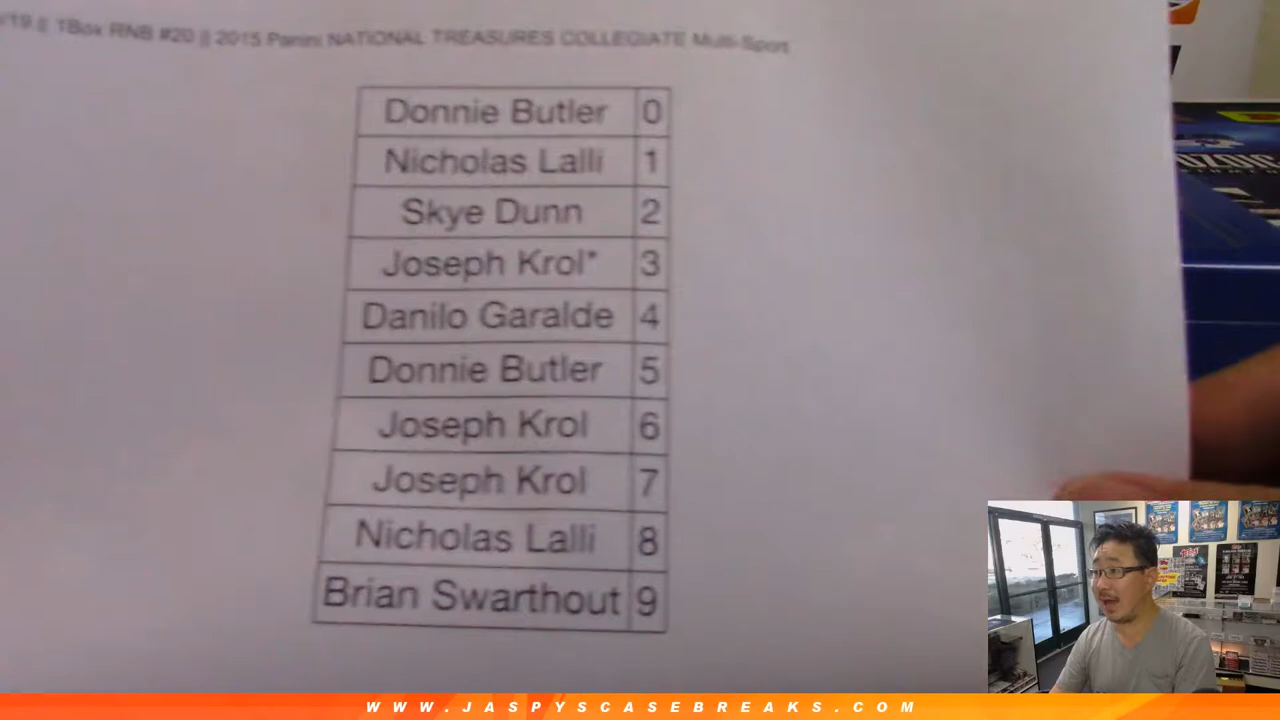 /19 || 1Box RNB #20 || 2015 Panini NATIONAL TREASURES COLLEGIATE Multi-Sport
Donnie Butler 0
Nicholas Lalli 1
Skye Dunn 2
Joseph Krol* 3
Danilo Garalde 4
Donnie Butler 5
Joseph Krol 6
Joseph Krol 7
Nicholas Lalli 8
Brian Swarthout 9
WWW.JASPYSCASEBREAKS.COM